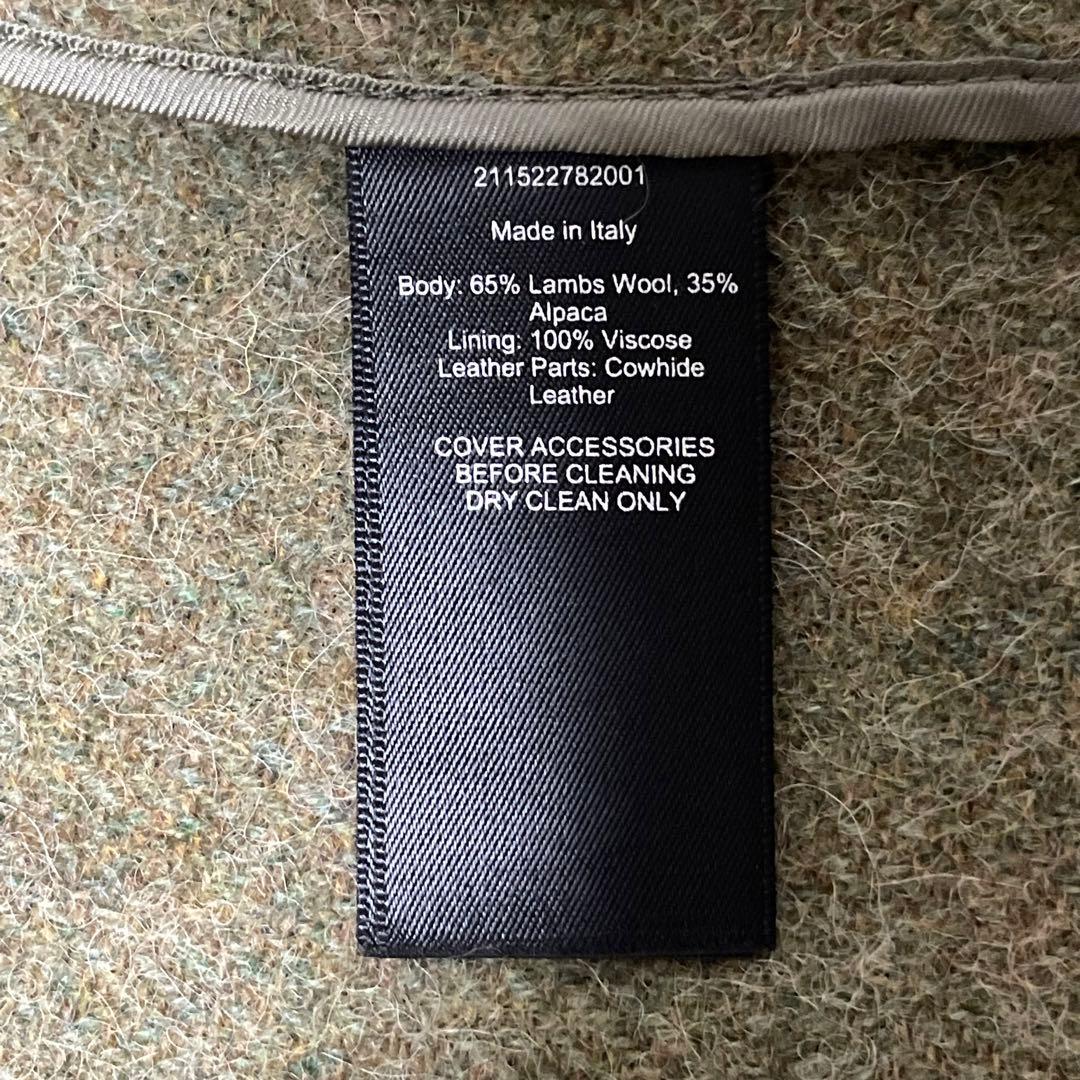 211522782001
Made in Italy
Body: 65% Lambs Wool, 35%
Alpaca
Lining: 100% Viscose
Leather Parts: Cowhide
Leather
COVER ACCESSORIES
BEFORE CLEANING
DRY CLEAN ONLY